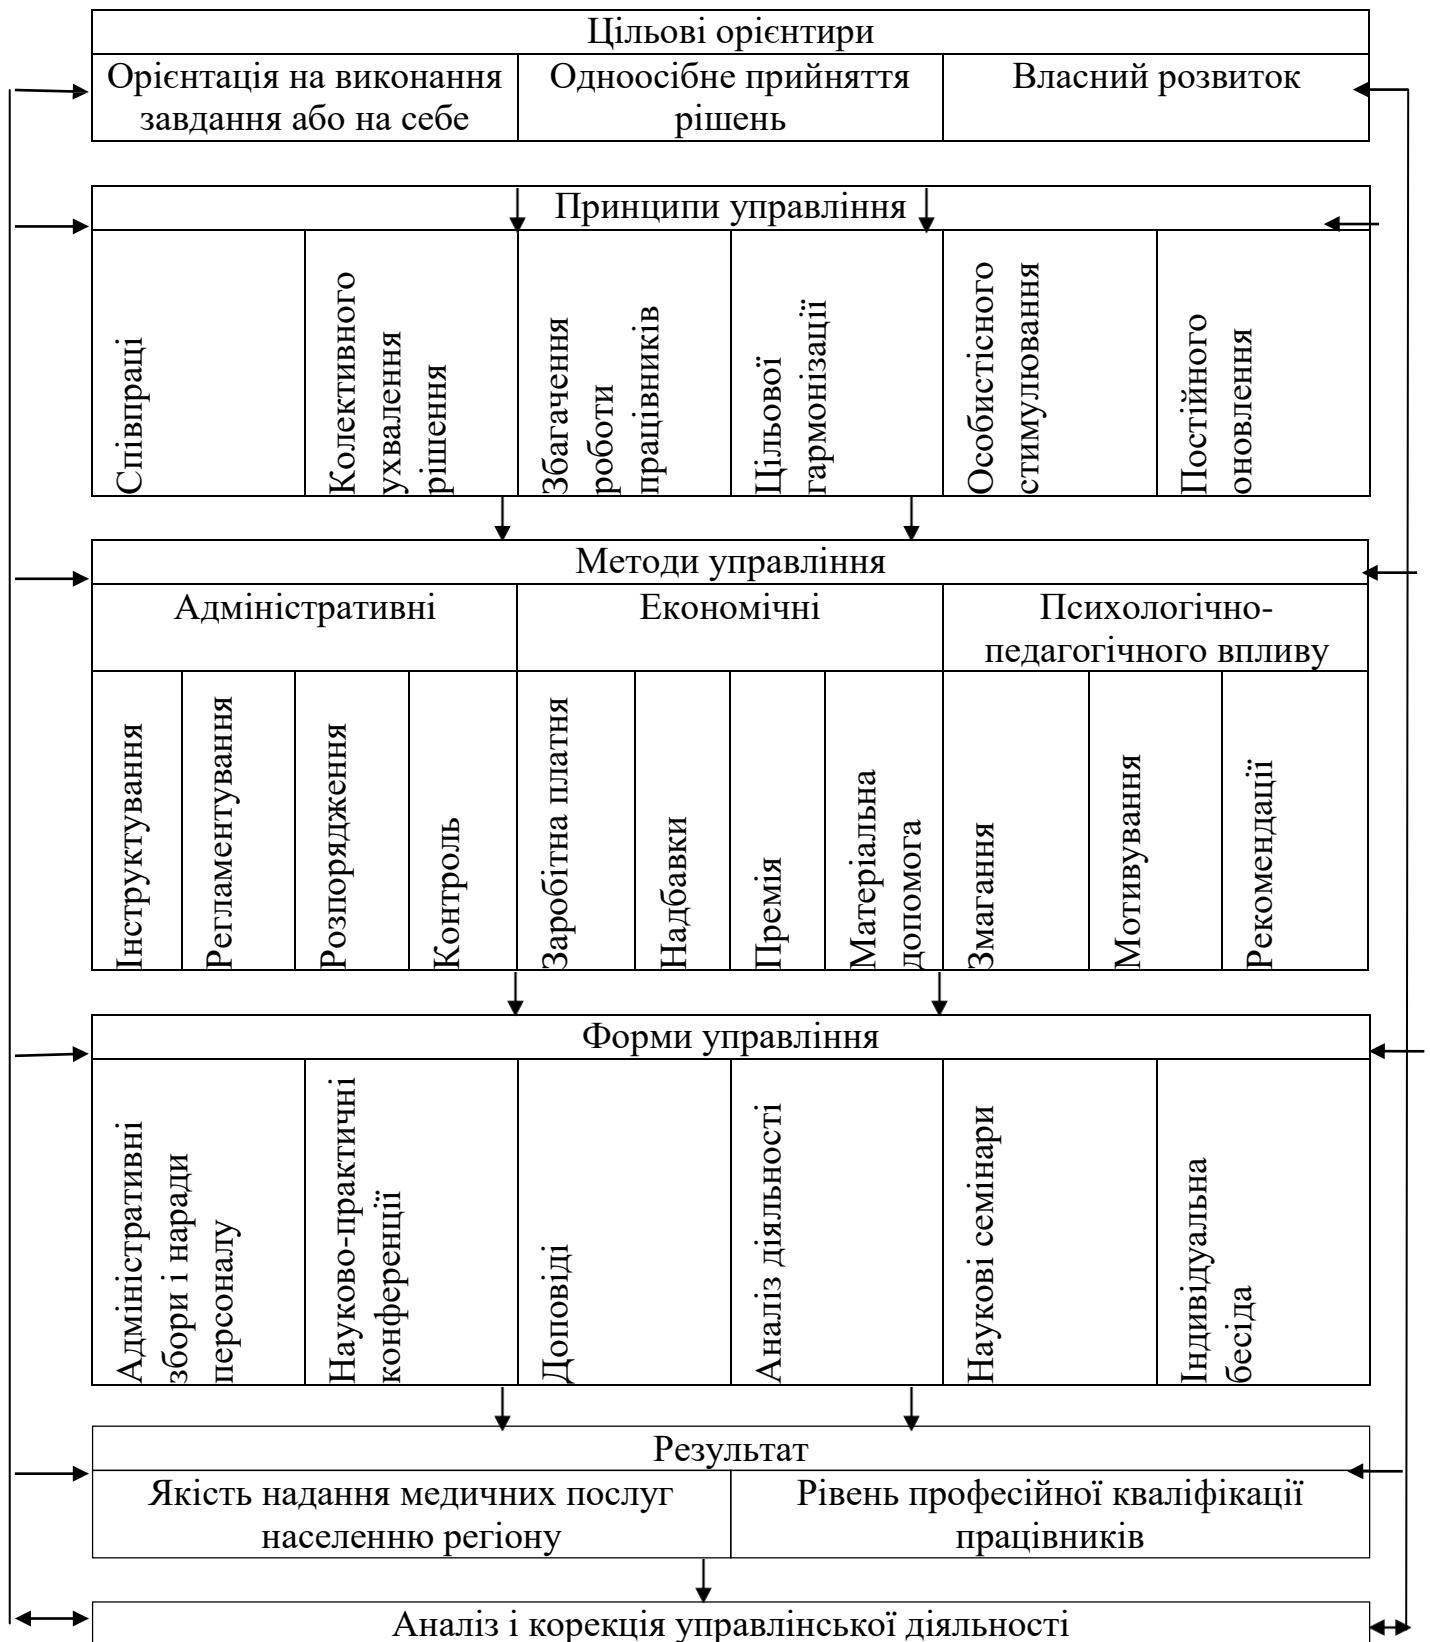 Цільові орієнтири
Орієнтація на виконання
завдання або на себе
Одноосібне прийняття
рішень
Власний розвиток
Принципи управління
Співпраці
Колективного
ухвалення
рішення
Збагачення
роботи
працівників
Цільової
гармонізації
Особистісного
стимулювання
Постійного
оновлення
Методи управління
Адміністративні
Економічні
Психологічно-
педагогічного впливу
Інструктування
Регламентування
Розпорядження
Контроль
Заробітна платня
Надбавки
Премія
Матеріальна
допомога
Змагання
Мотивування
Рекомендації
Форми управління
Адміністративні
збори і наради
персоналу
Науково-практичні
конференції
Доповіді
Аналіз діяльності
Наукові семінари
Індивідуальна
бесіда
Результат
Якість надання медичних послуг
населенню регіону
Рівень професійної кваліфікації
працівників
Аналіз і корекція управлінської діяльності